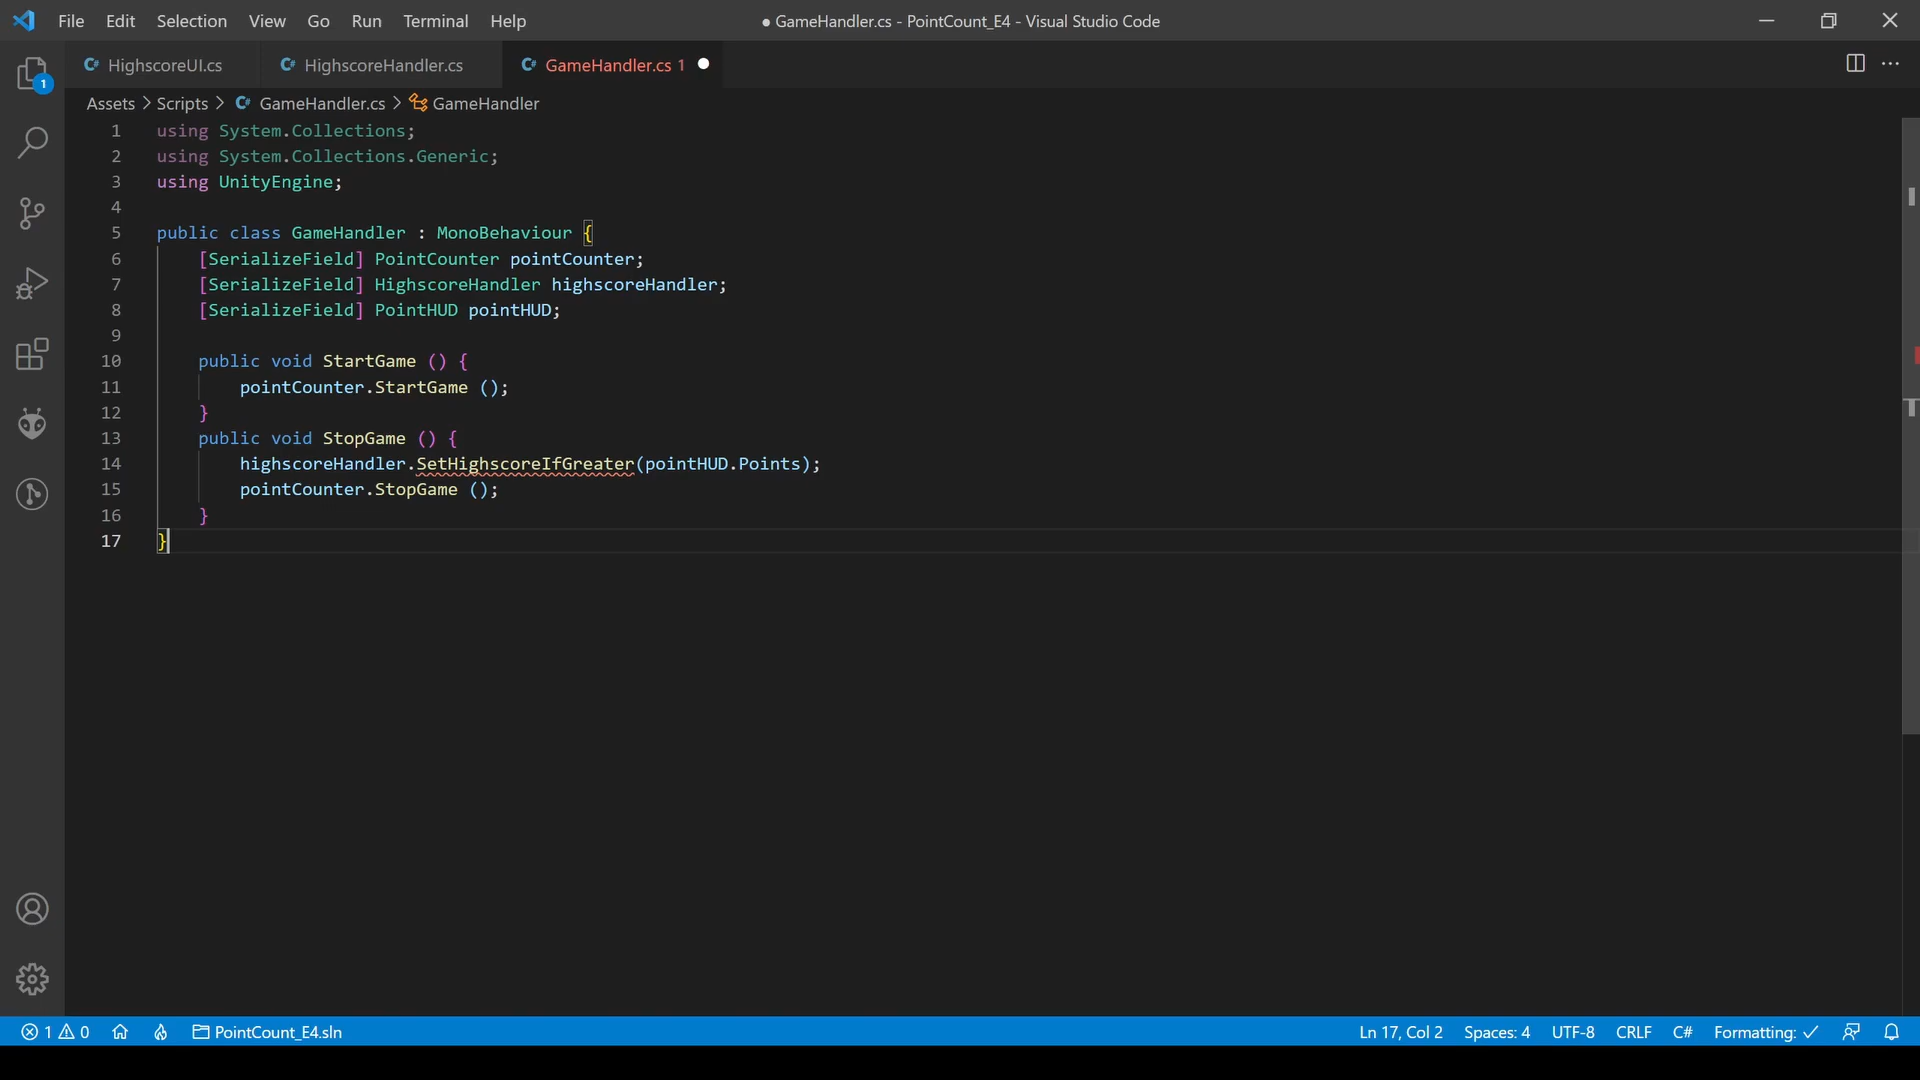 File Edit Selection View Go Run Terminal Help ● GameHandler.cs - PointCount_E4 - Visual Studio Code
HighscoreUI.cs HighscoreHandler.cs GameHandler.cs 1
1
Assets > Scripts > GameHandler.cs > GameHandler
1 using System.Collections;
2 using System.Collections.Generic;
3 using UnityEngine;
4
5 public class GameHandler : MonoBehaviour {
6 [SerializeField] PointCounter pointCounter;
7 [SerializeField] HighscoreHandler highscoreHandler;
8 [SerializeField] PointHUD pointHUD;
9
10 public void StartGame () {
11 pointCounter.StartGame ();
12 }
13 public void StopGame () {
14 highscoreHandler.SetHighscoreIfGreater(pointHUD.Points);
15 pointCounter.StopGame ();
16 }
17 }
1 0 PointCount_E4.sln Ln 17, Col 2 Spaces: 4 UTF-8 CRLF C# Formatting: ✓